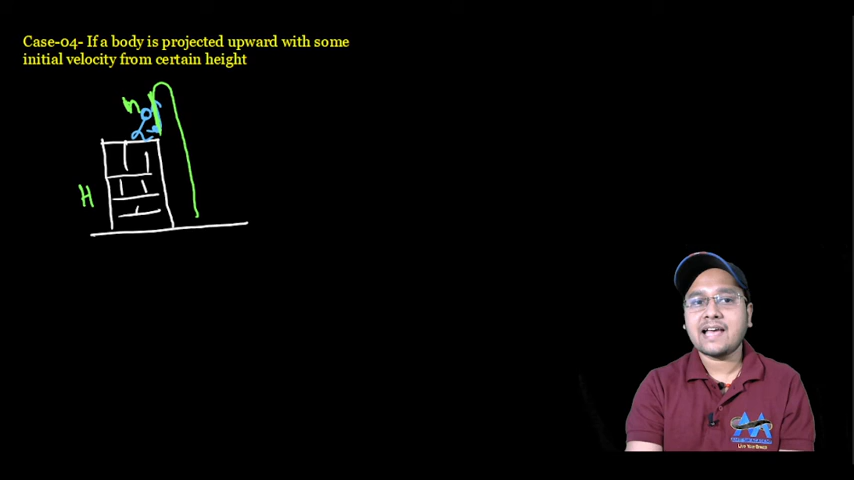 Case-04- If a body is projected upward with some
initial velocity from certain height
H